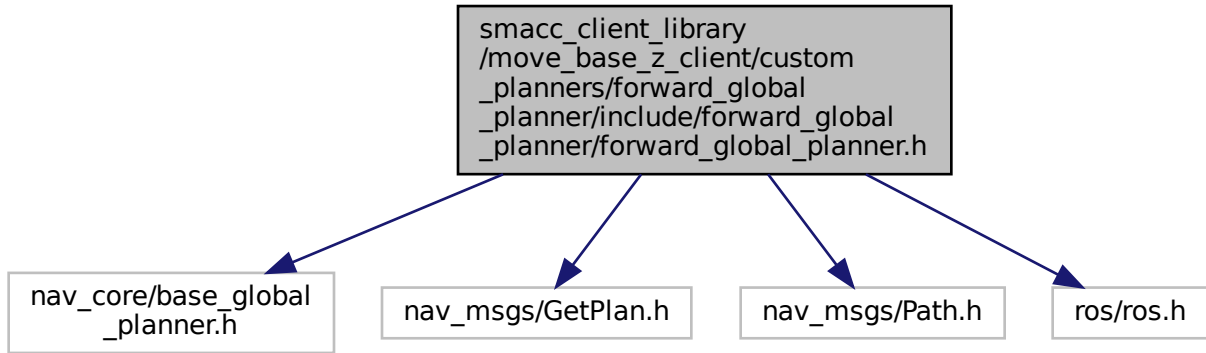 smacc_client_library
/move_base_z_client/custom
_planners/forward_global
_planner/include/forward_global
_planner/forward_global_planner.h
nav_core/base_global
_planner.h
nav_msgs/GetPlan.h
nav_msgs/Path.h
ros/ros.h